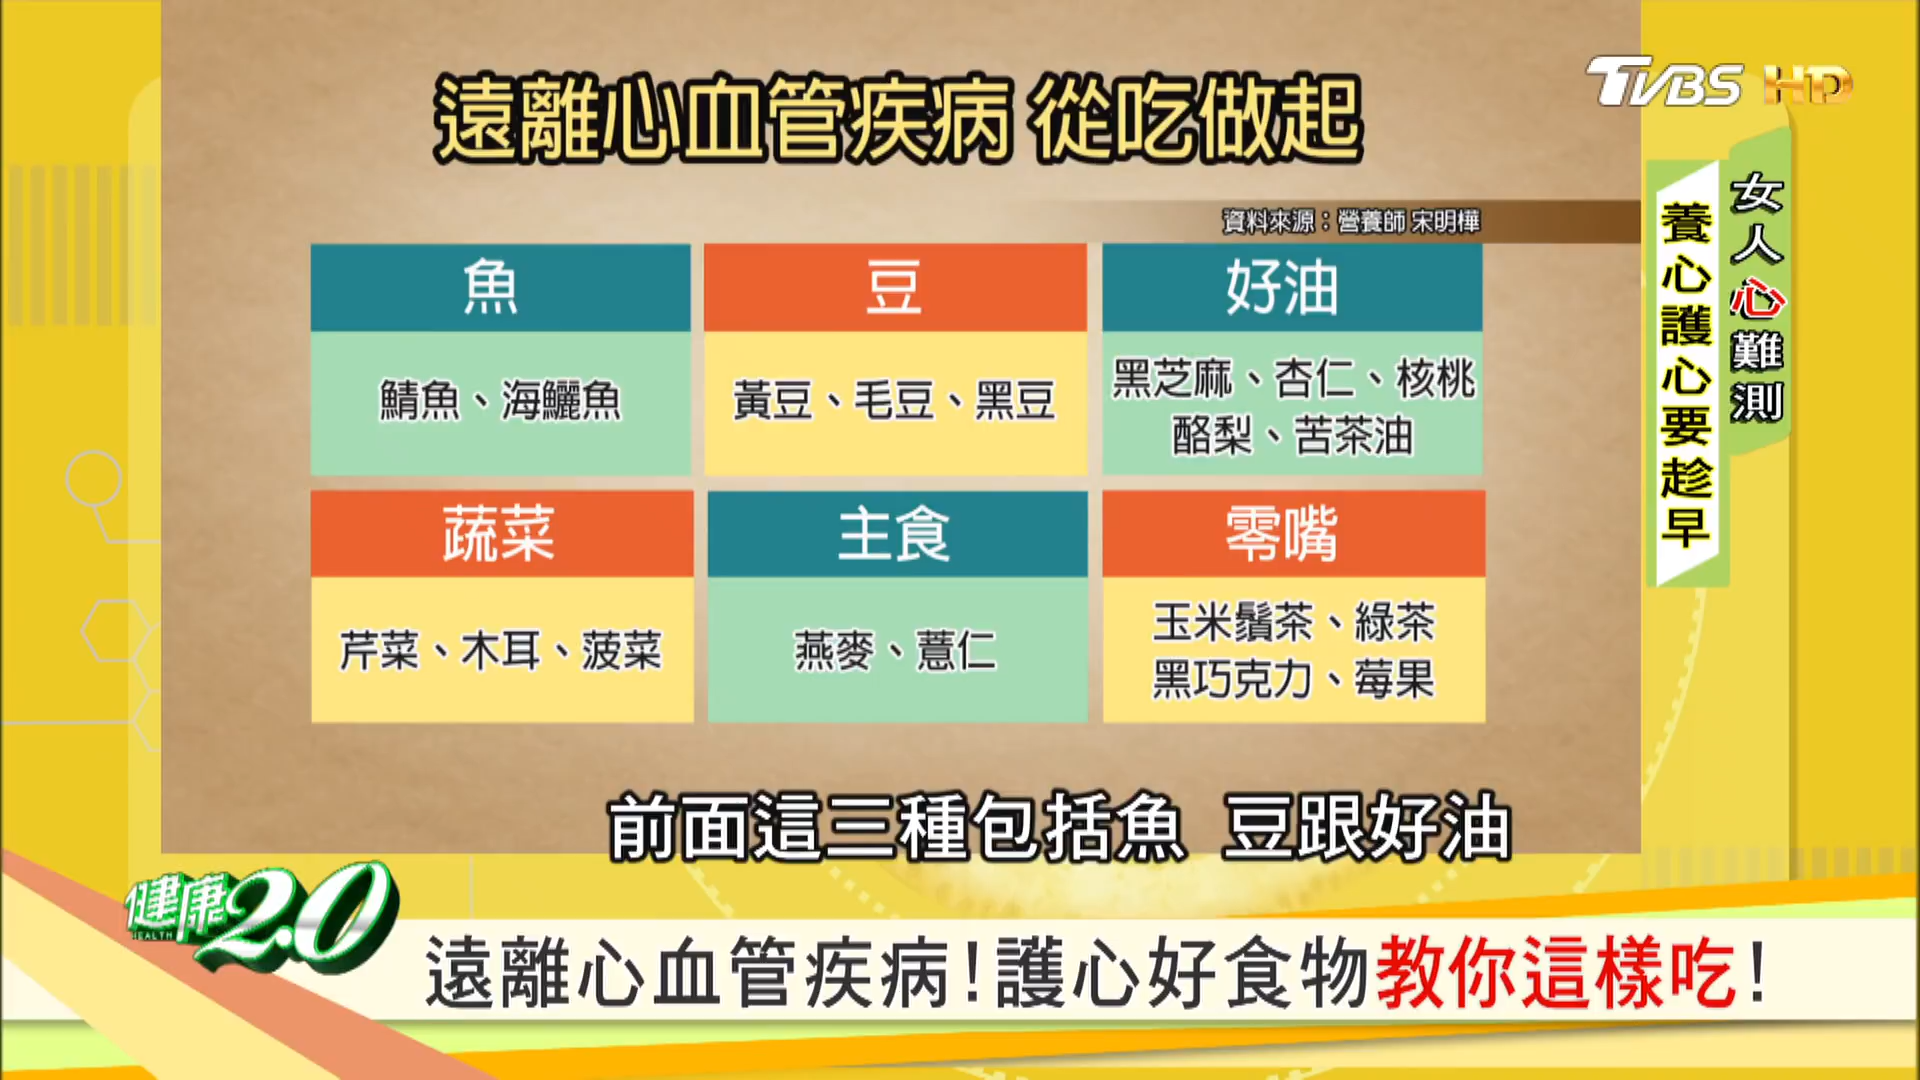 TVBS HD
遠離心血管疾病 從吃做起
資料來源：營養師 宋明樺
魚
鯖魚、海鱺魚
豆
黃豆、毛豆、黑豆
好油
黑芝麻、杏仁、核桃
酪梨、苦茶油
蔬菜
芹菜、木耳、菠菜
主食
燕麥、薏仁
零嘴
玉米鬚茶、綠茶
黑巧克力、莓果
女人心難測
養心護心要趁早
前面這三種包括魚 豆跟好油
健康2.0
HEALTH
遠離心血管疾病!護心好食物教你這樣吃!